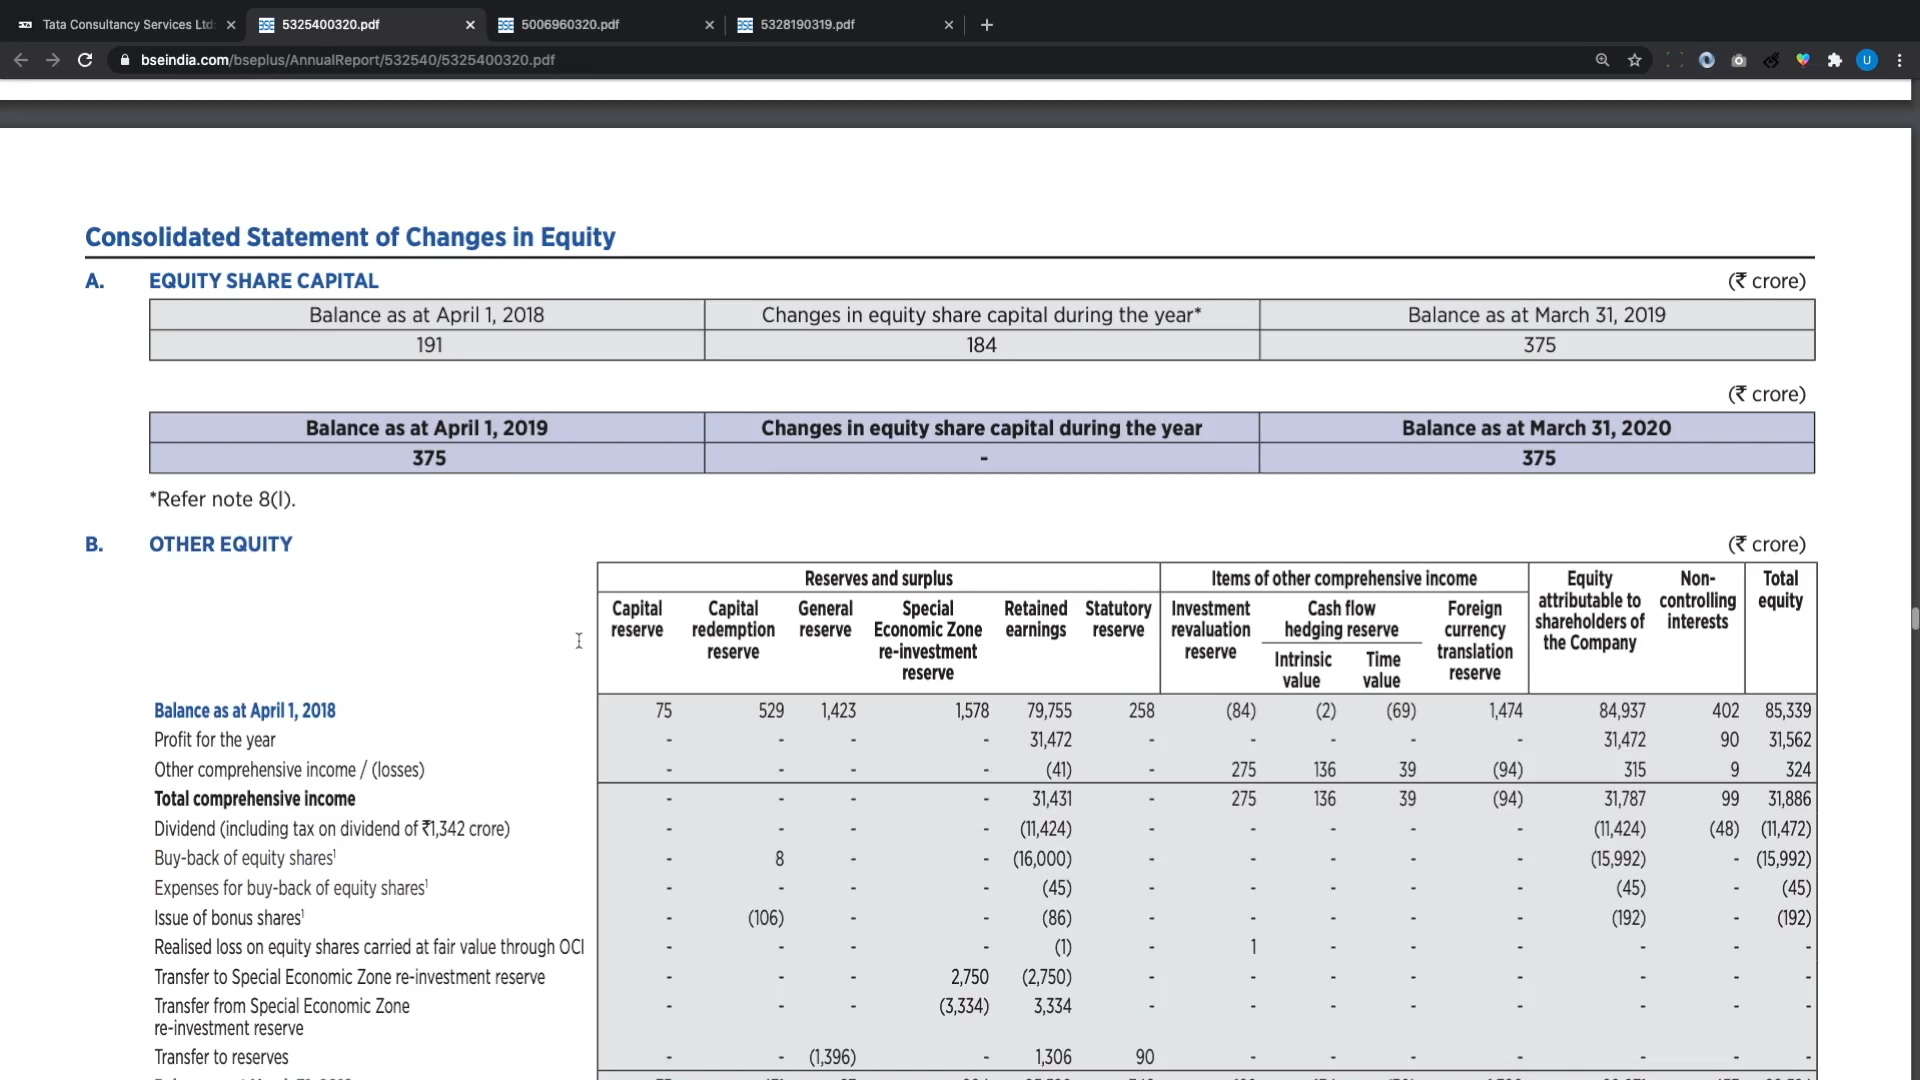 Tata Consultancy Services Ltd
5325400320.pdf
5006960320.pdf
5328190319.pdf
bseindia.com/bseplus/AnnualReport/532540/5325400320.pdf
U
Consolidated Statement of Changes in Equity
A. EQUITY SHARE CAPITAL (₹ crore)
Balance as at April 1, 2018 Changes in equity share capital during the year* Balance as at March 31, 2019
191 184 375
(₹ crore)
Balance as at April 1, 2019 Changes in equity share capital during the year Balance as at March 31, 2020
375 - 375
*Refer note 8(l).
B. OTHER EQUITY (₹ crore)
Reserves and surplus Items of other comprehensive income Equity attributable to shareholders of the Company Non-controlling interests Total equity
Capital reserve Capital redemption reserve General reserve Special Economic Zone re-investment reserve Retained earnings Statutory reserve Investment revaluation reserve Cash flow hedging reserve Foreign currency translation reserve
Intrinsic value Time value
Balance as at April 1, 2018 75 529 1,423 1,578 79,755 258 (84) (2) (69) 1,474 84,937 402 85,339
Profit for the year - - - - 31,472 - - - - - 31,472 90 31,562
Other comprehensive income / (losses) - - - - (41) - 275 136 39 (94) 315 9 324
Total comprehensive income - - - - 31,431 - 275 136 39 (94) 31,787 99 31,886
Dividend (including tax on dividend of ₹1,342 crore) - - - - (11,424) - - - - - (11,424) (48) (11,472)
Buy-back of equity shares¹ - 8 - - (16,000) - - - - - (15,992) - (15,992)
Expenses for buy-back of equity shares¹ - - - - (45) - - - - - (45) - (45)
Issue of bonus shares¹ - (106) - - (86) - - - - - (192) - (192)
Realised loss on equity shares carried at fair value through OCI - - - - (1) - 1 - - - - - -
Transfer to Special Economic Zone re-investment reserve - - - 2,750 (2,750) - - - - - - - -
Transfer from Special Economic Zone - - - (3,334) 3,334 - - - - - - - -
re-investment reserve
Transfer to reserves - - (1,396) - 1,306 90 - - - - - - -